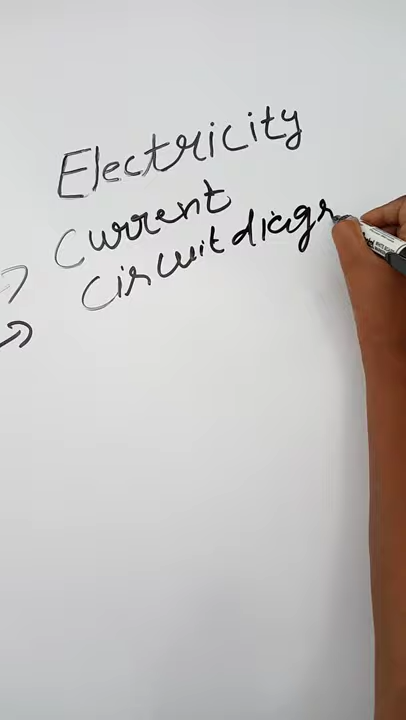 Electricity
→ Current
→ Circuit diagr